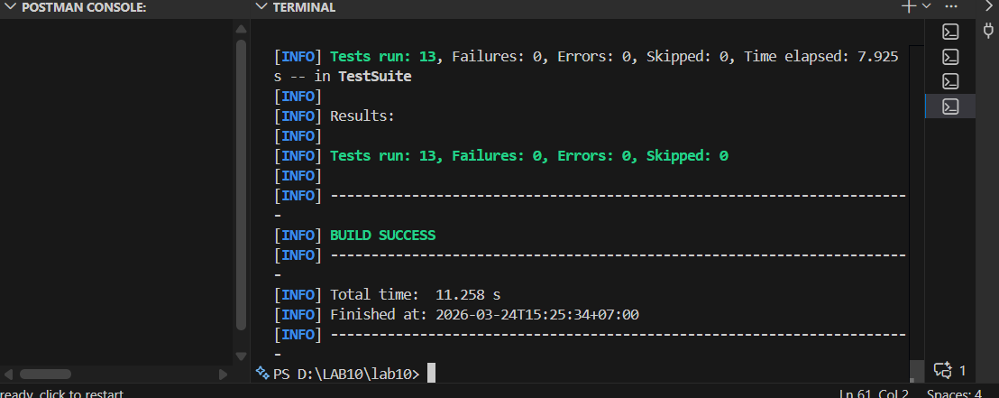 POSTMAN CONSOLE:
TERMINAL
[INFO] Tests run: 13, Failures: 0, Errors: 0, Skipped: 0, Time elapsed: 7.925
s -- in TestSuite
[INFO]
[INFO] Results:
[INFO]
[INFO] Tests run: 13, Failures: 0, Errors: 0, Skipped: 0
[INFO]
[INFO] -----------------------------------------------------------------------
-
[INFO] BUILD SUCCESS
[INFO] -----------------------------------------------------------------------
-
[INFO] Total time:  11.258 s
[INFO] Finished at: 2026-03-24T15:25:34+07:00
[INFO] -----------------------------------------------------------------------
-
PS D:\LAB10\lab10>
1
ready, click to restart
Ln 61, Col 2
Spaces: 4